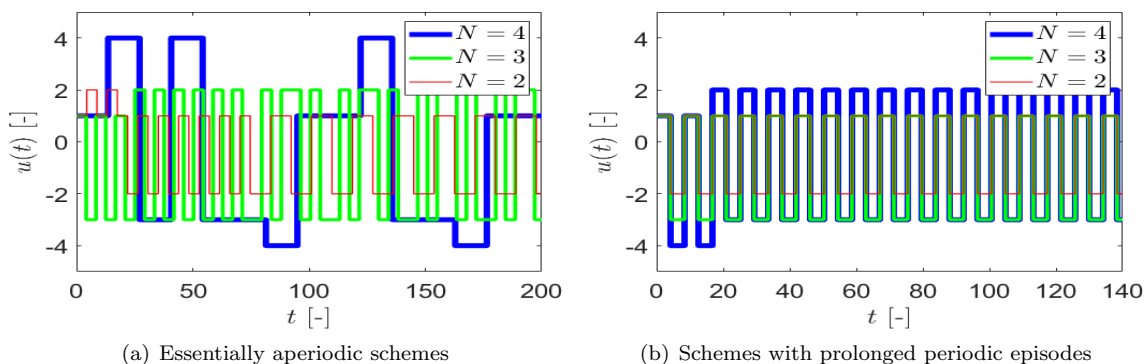 4
2
0
-2
-4
u(t) [-]
N = 4
N = 3
N = 2
0
50
100
150
200
t [-]
(a) Essentially aperiodic schemes
4
2
0
-2
-4
u(t) [-]
N = 4
N = 3
N = 2
0
20
40
60
80
100
120
140
t [-]
(b) Schemes with prolonged periodic episodes